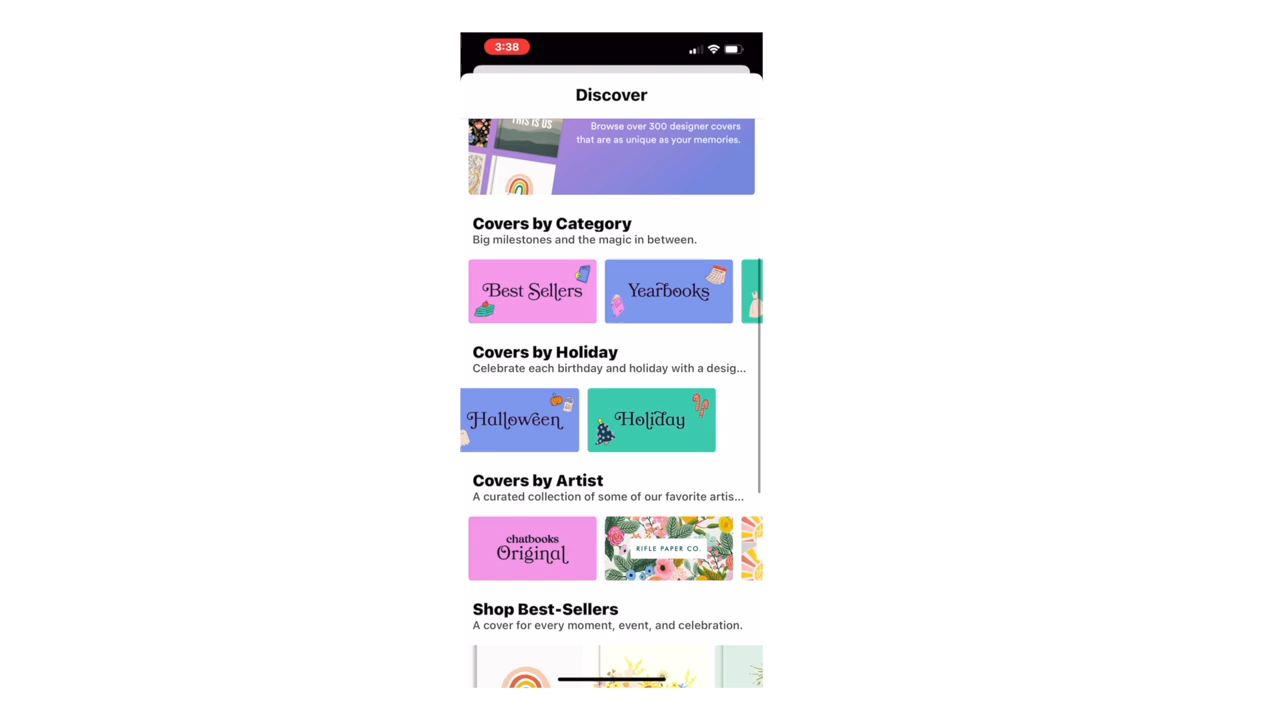 3:38
Discover
THIS IS US
Browse over 300 designer covers
that are as unique as your memories.
Covers by Category
Big milestones and the magic in between.
Best Sellers
Yearbooks
Covers by Holiday
Celebrate each birthday and holiday with a desig...
Halloween
Holiday
Covers by Artist
A curated collection of some of our favorite artis...
chatbooks
Original
RIFLE PAPER CO.
Shop Best-Sellers
A cover for every moment, event, and celebration.